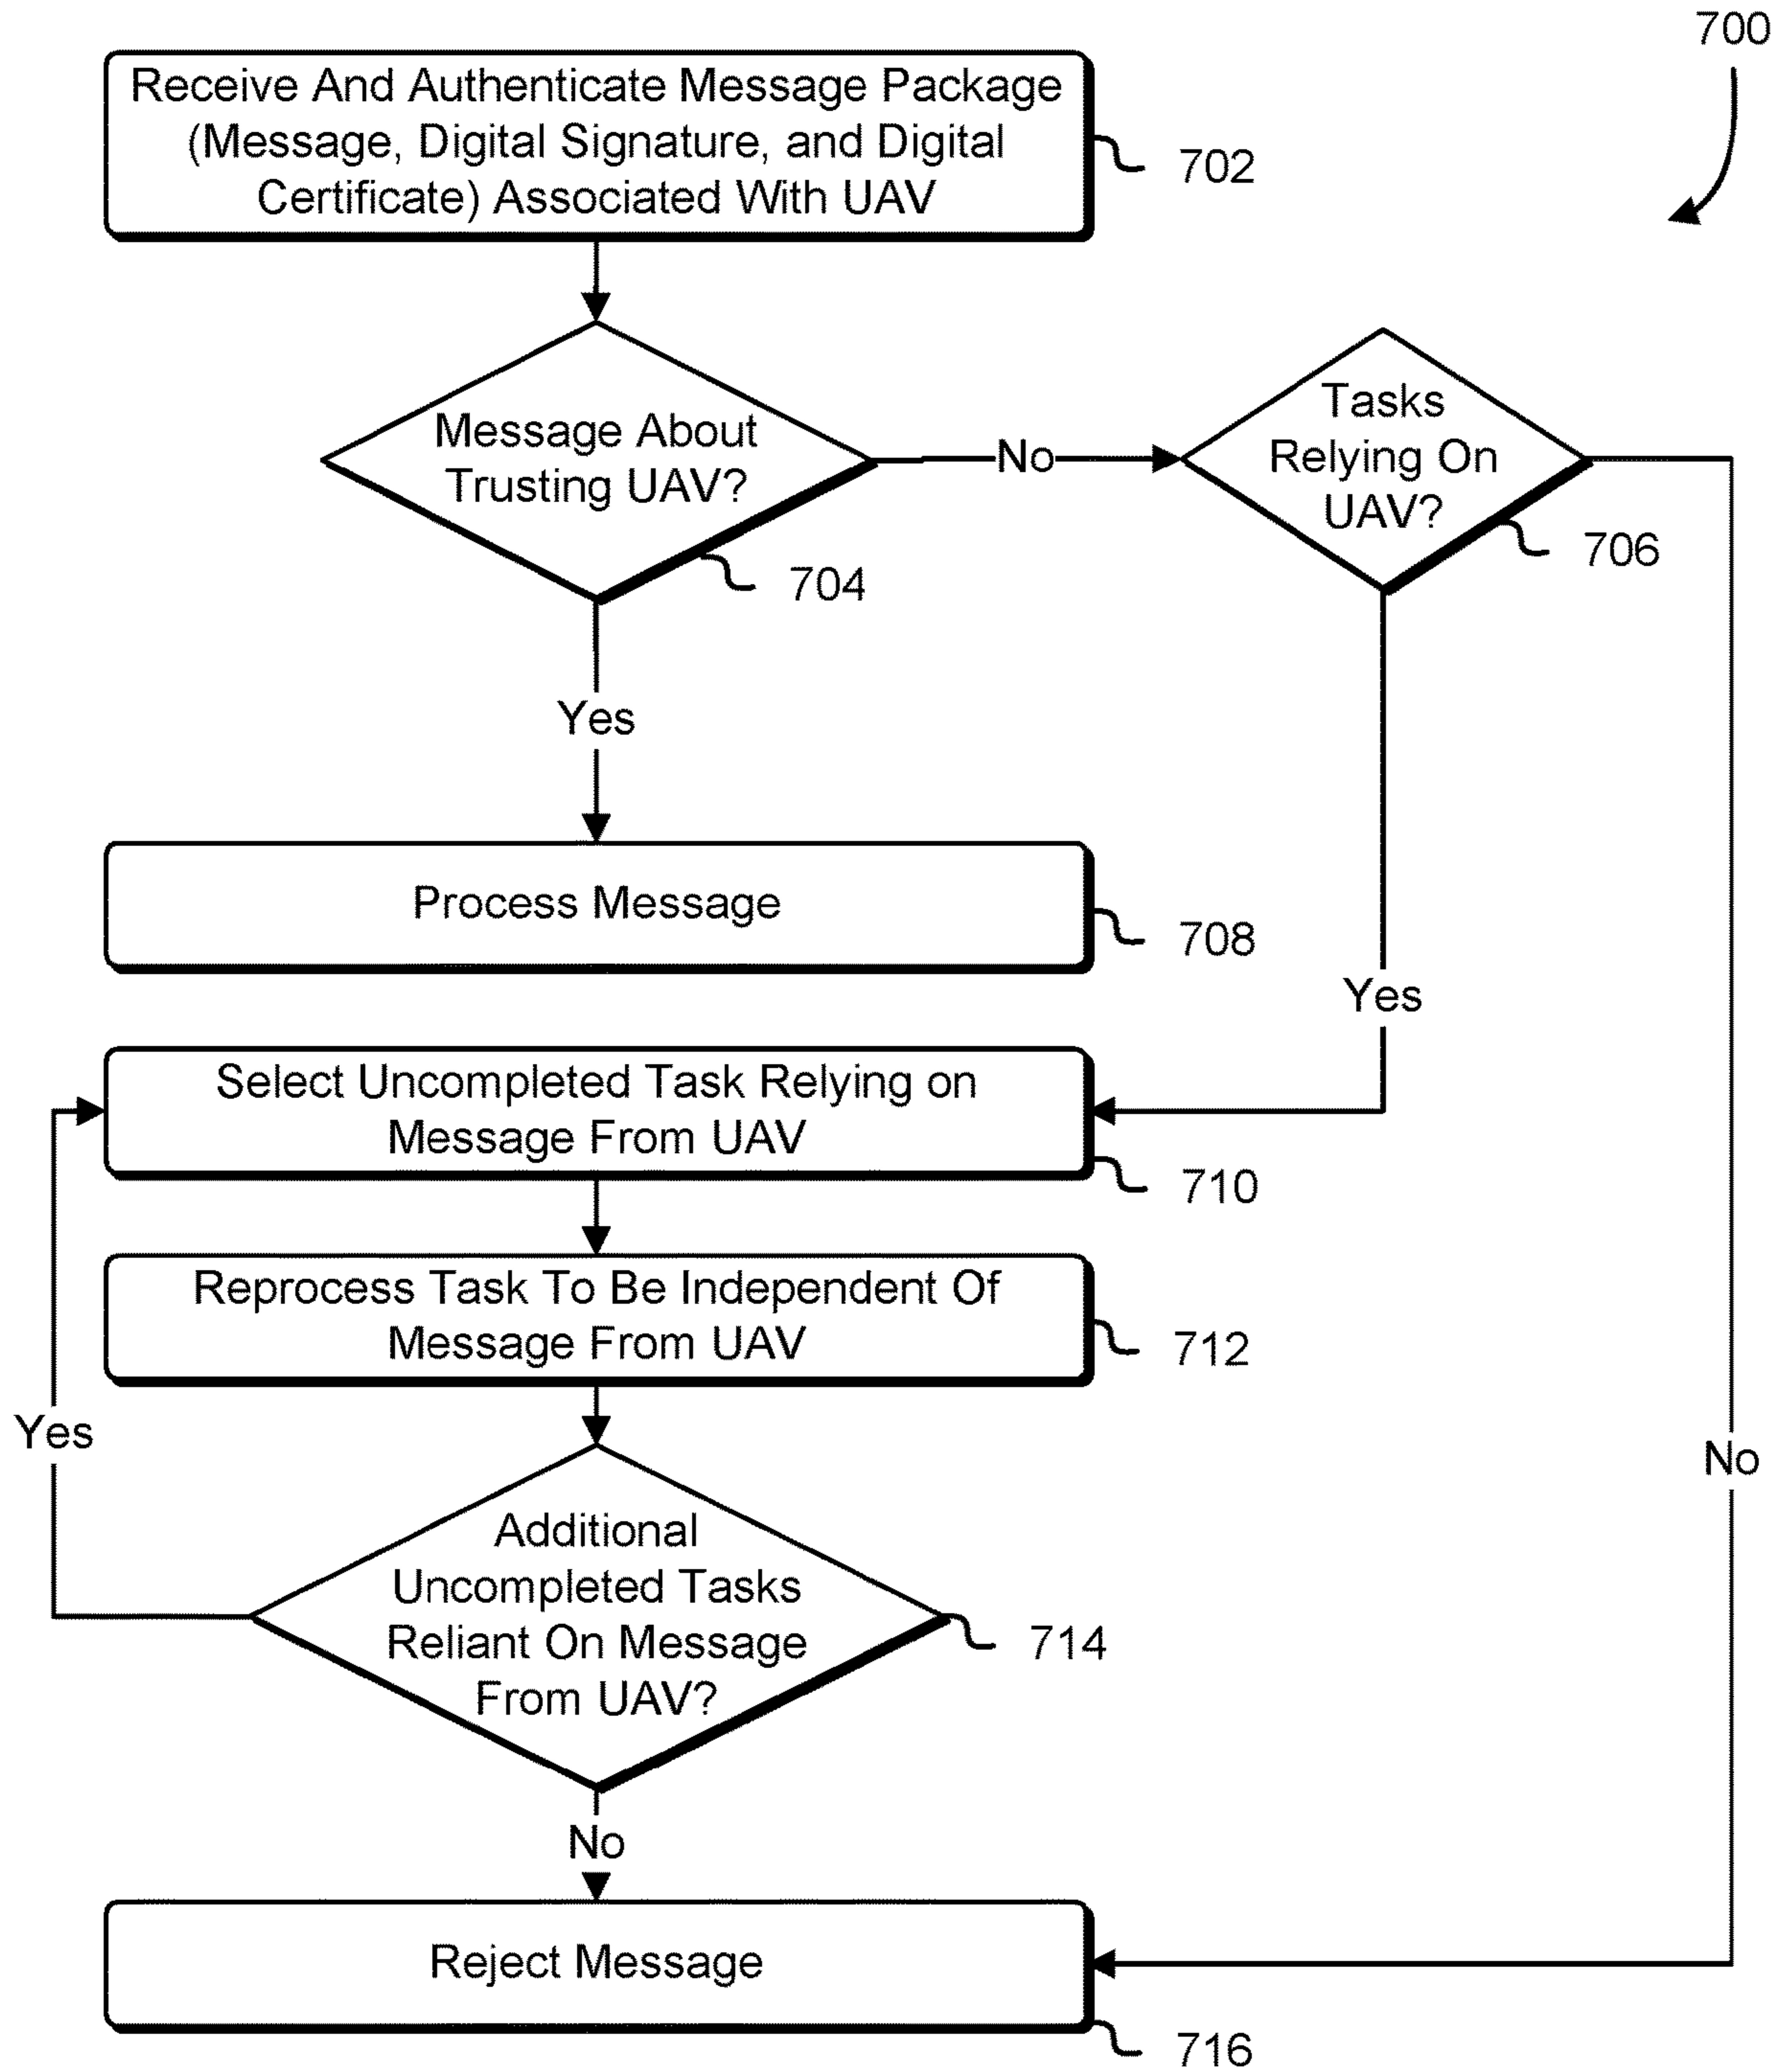 700
Receive And Authenticate Message Package
(Message, Digital Signature, and Digital
Certificate) Associated With UAV
702
Message About
Trusting UAV?
704
No
Tasks
Relying On
UAV?
706
Yes
Process Message
708
Yes
Select Uncompleted Task Relying on
Message From UAV
710
Reprocess Task To Be Independent Of
Message From UAV
712
Yes
No
Additional
Uncompleted Tasks
Reliant On Message
From UAV?
714
No
Reject Message
716